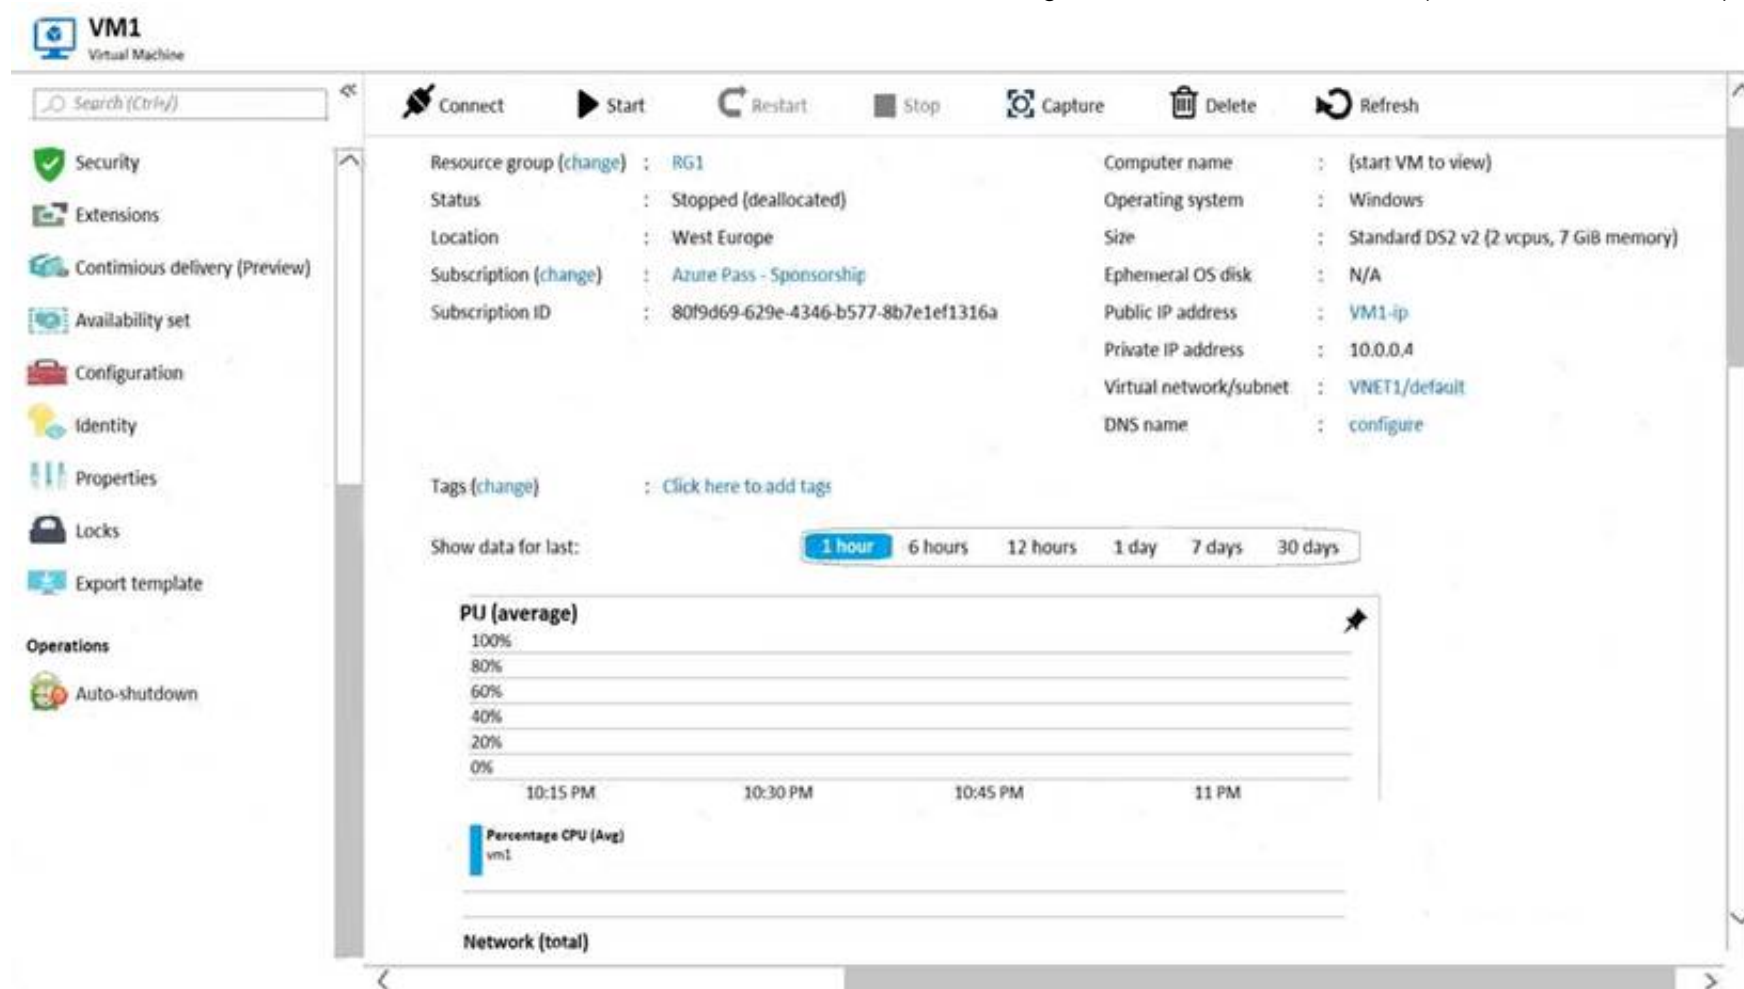 VM1
Virtual Machine
Search (Ctrl+/)
Connect Start Restart Stop Capture Delete Refresh
Security
Extensions
Contimious delivery (Preview)
Availability set
Configuration
Identity
Properties
Locks
Export template
Operations
Auto-shutdown
Resource group (change) : RG1
Status : Stopped (deallocated)
Location : West Europe
Subscription (change) : Azure Pass - Sponsorship
Subscription ID : 80f9d69-629e-4346-b577-8b7e1ef1316a
Computer name : (start VM to view)
Operating system : Windows
Size : Standard DS2 v2 (2 vcpus, 7 GiB memory)
Ephemeral OS disk : N/A
Public IP address : VM1-ip
Private IP address : 10.0.0.4
Virtual network/subnet : VNET1/default
DNS name : configure
Tags (change) : Click here to add tags
Show data for last: 1 hour 6 hours 12 hours 1 day 7 days 30 days
PU (average)
100%
80%
60%
40%
20%
0%
10:15 PM 10:30 PM 10:45 PM 11 PM
Percentage CPU (Avg)
vm1
Network (total)